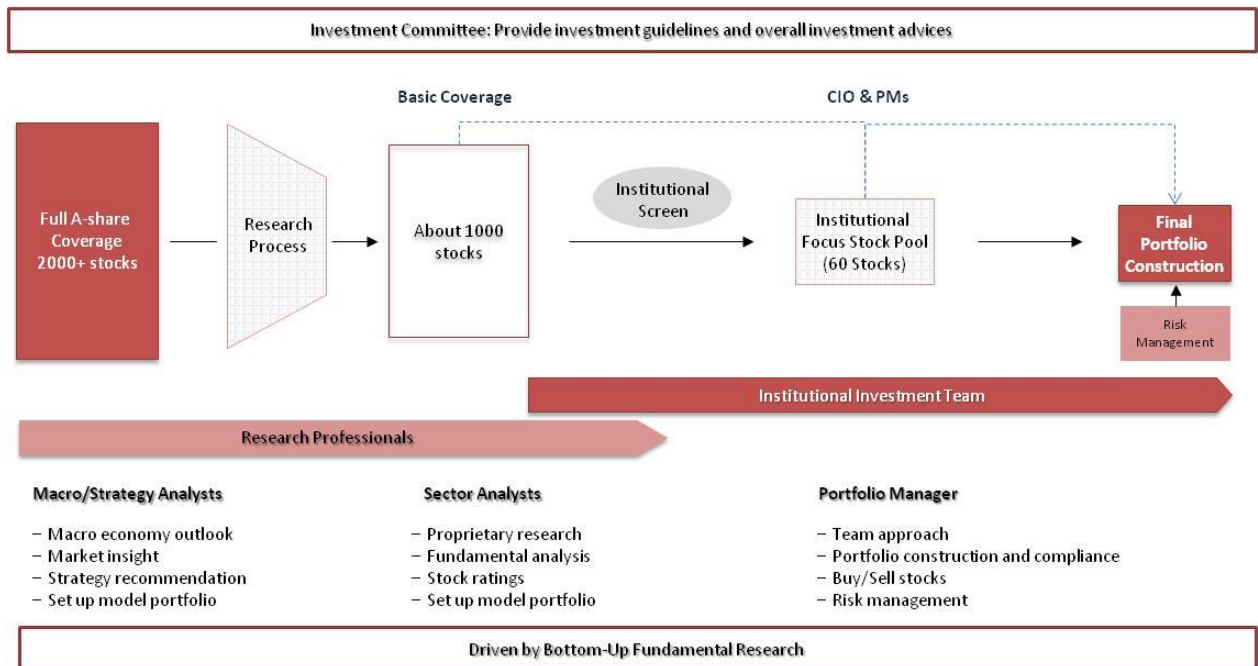 Investment Committee: Provide investment guidelines and overall investment advices
Basic Coverage
CIO & PMs
Full A-share
Coverage
2000+ stocks
Research
Process
About 1000
stocks
Institutional
Screen
Institutional
Focus Stock Pool
(60 Stocks)
Final
Portfolio
Construction
Risk
Management
Institutional Investment Team
Research Professionals
Macro/Strategy Analysts
– Macro economy outlook
– Market insight
– Strategy recommendation
– Set up model portfolio
Sector Analysts
– Proprietary research
– Fundamental analysis
– Stock ratings
– Set up model portfolio
Portfolio Manager
– Team approach
– Portfolio construction and compliance
– Buy/Sell stocks
– Risk management
Driven by Bottom-Up Fundamental Research